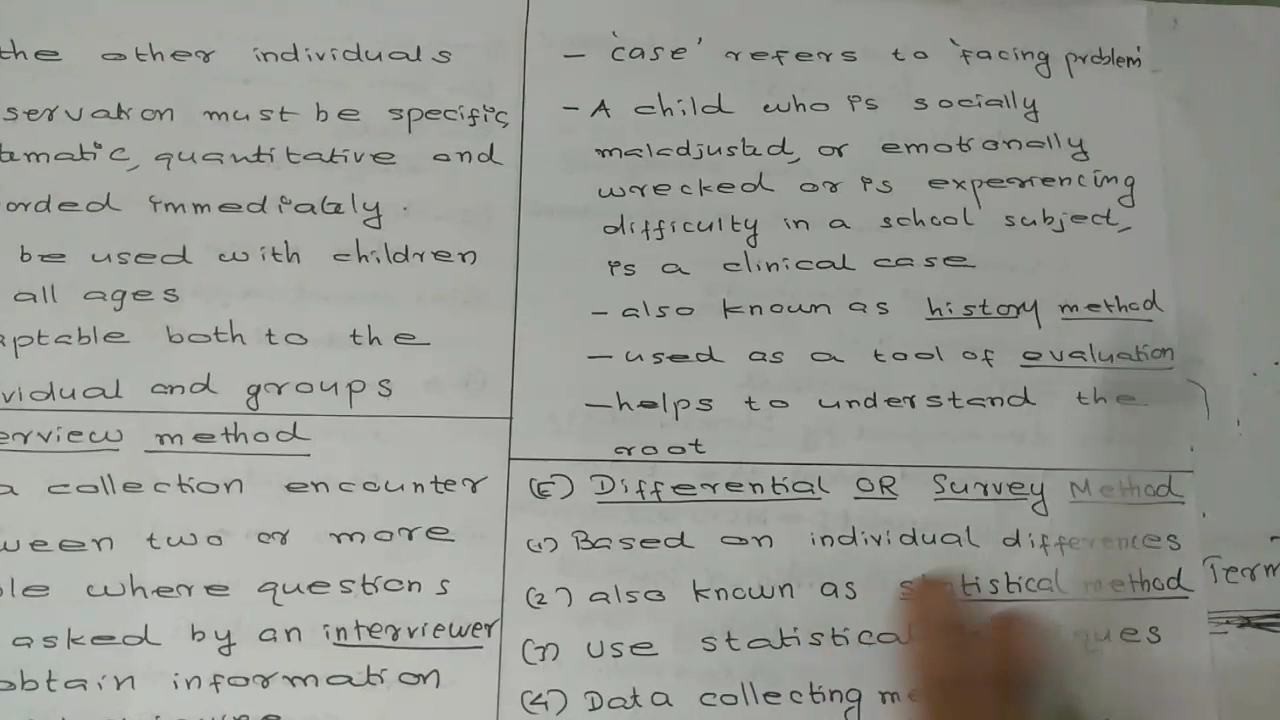 the other individuals
servation must be specific,
tematic, quantitative and
orded immediately.
be used with children
all ages
aptable both to the
vidual and groups
erview method
a collection encounter
ween two or more
ple where questions
asked by an interviewer
obtain information
- 'case' refers to 'facing problem'
- A child who is socially
maladjusted, or emotionally
wrecked or is experiencing
difficulty in a school subject,
is a clinical case
- also known as history method
- used as a tool of evaluation
- helps to understand the
root
(E) Differential OR Survey Method
(1) Based on individual differences
(2) also known as statistical method
(3) Use statistical
(4) Data collecting
Term